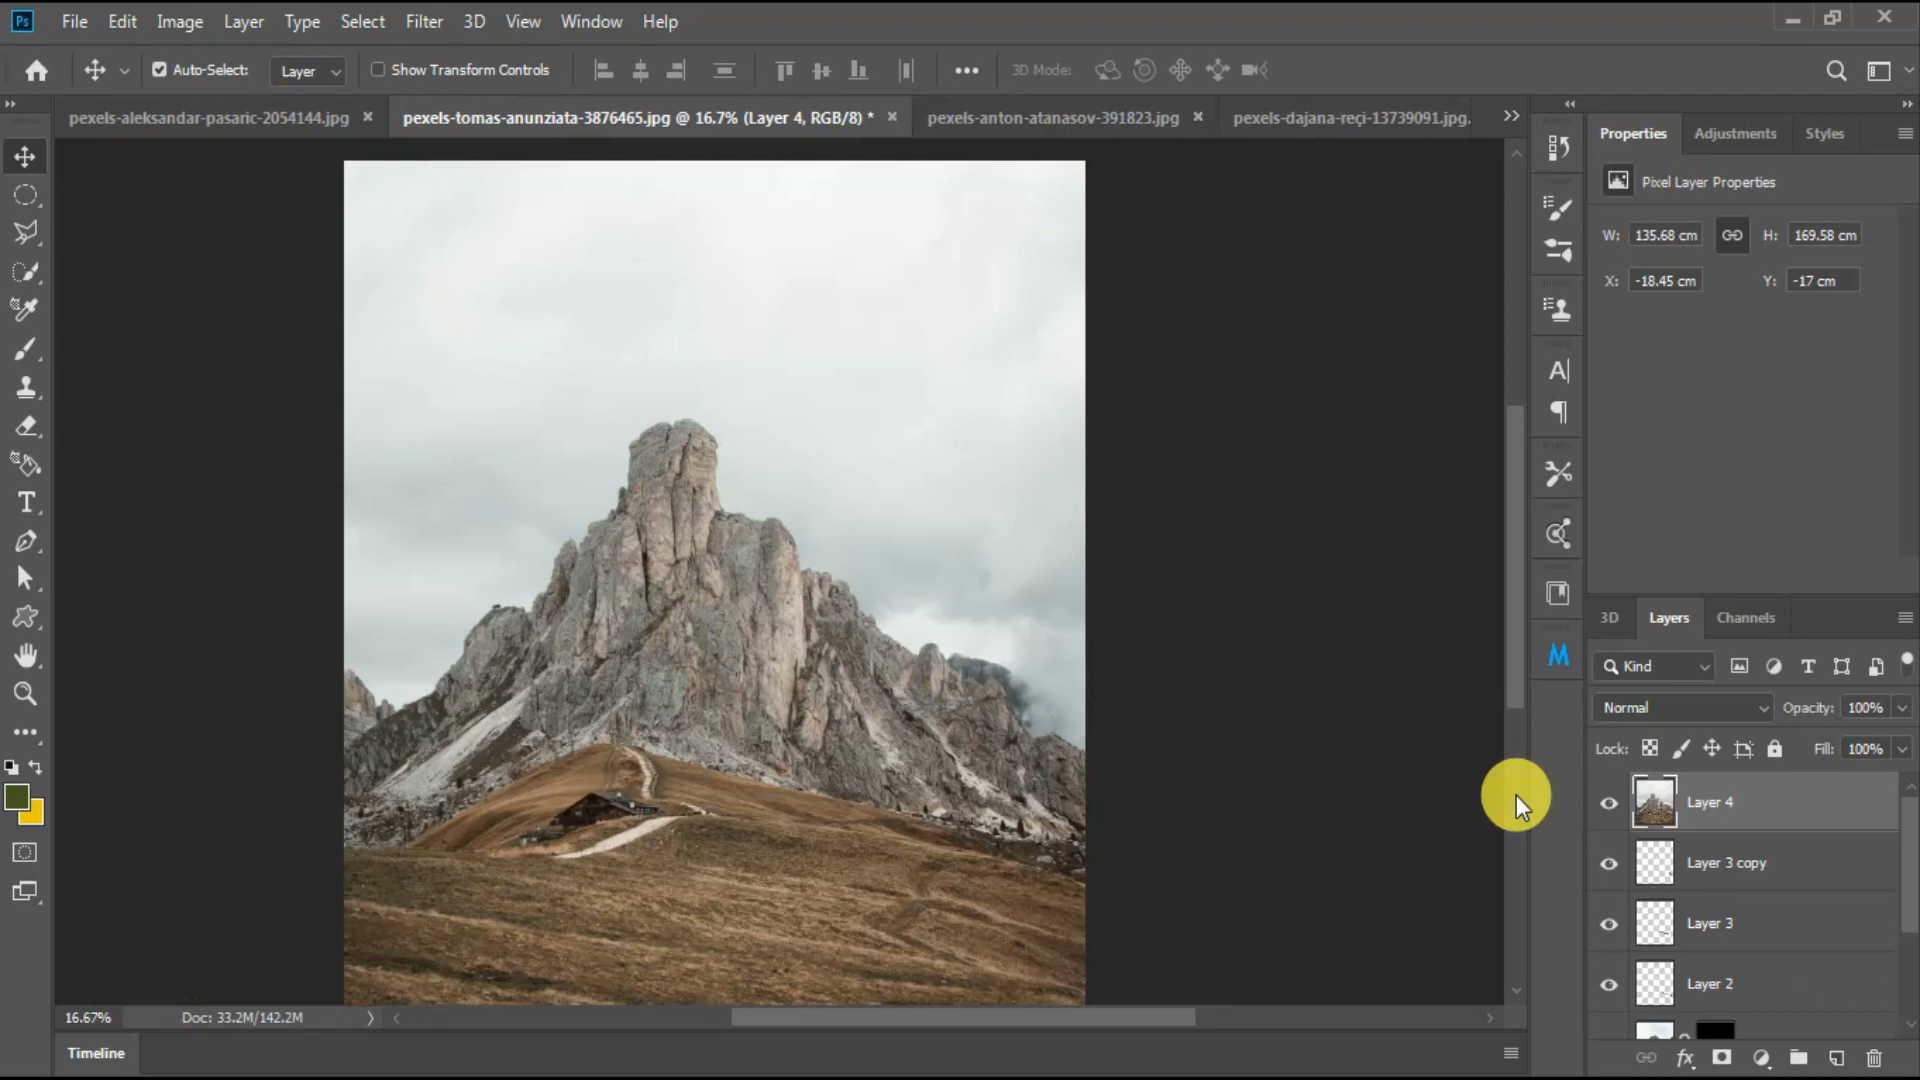 Ps File Edit Image Layer Type Select Filter 3D View Window Help
Auto-Select: Layer Show Transform Controls 3D Mode:
pexels-aleksandar-pasaric-2054144.jpg × pexels-tomas-anunziata-3876465.jpg @ 16.7% (Layer 4, RGB/8) * × pexels-anton-atanasov-391823.jpg × pexels-dajana-reçi-13739091.jpg.
Properties Adjustments Styles
Pixel Layer Properties
W: 135.68 cm H: 169.58 cm
X: -18.45 cm Y: -17 cm
3D Layers Channels
Kind
Normal Opacity: 100%
Lock: Fill: 100%
Layer 4
Layer 3 copy
Layer 3
Layer 2
16.67% Doc: 33.2M/142.2M
Timeline